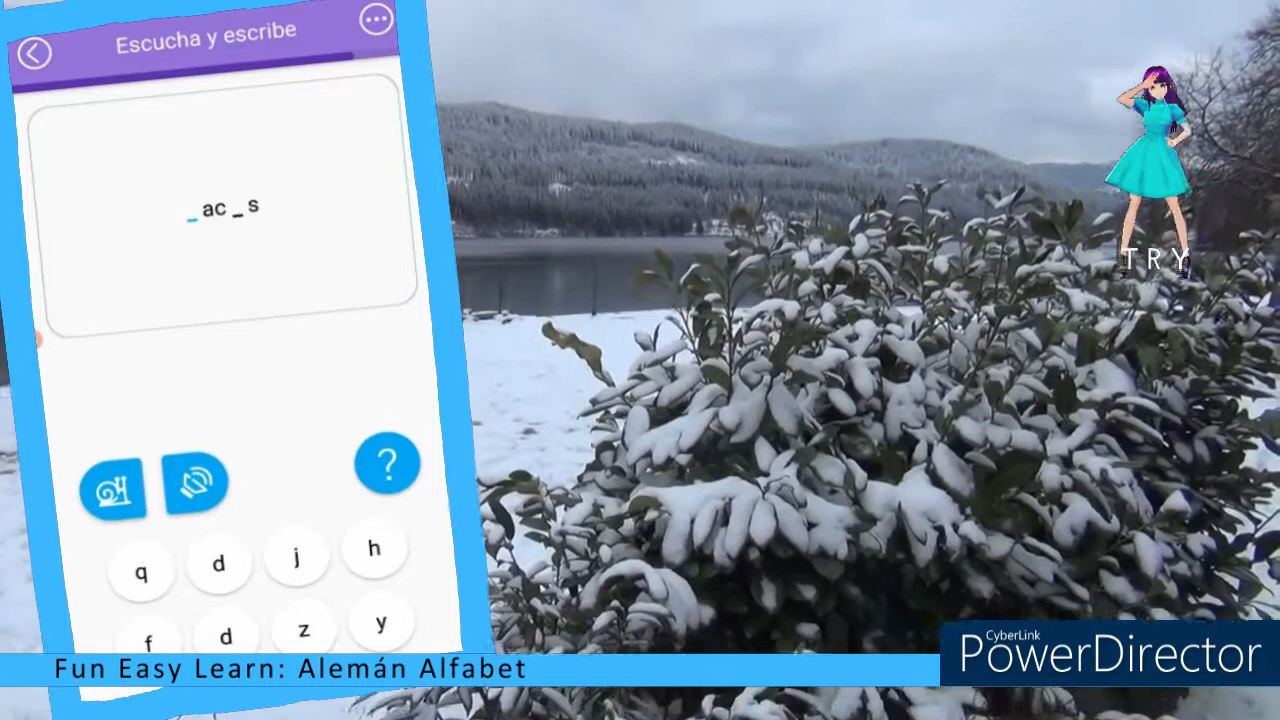 Escucha y escribe
_ac_s
q d j h
f d z y
TRY
Fun Easy Learn: Alemán Alfabet
CyberLink
PowerDirector